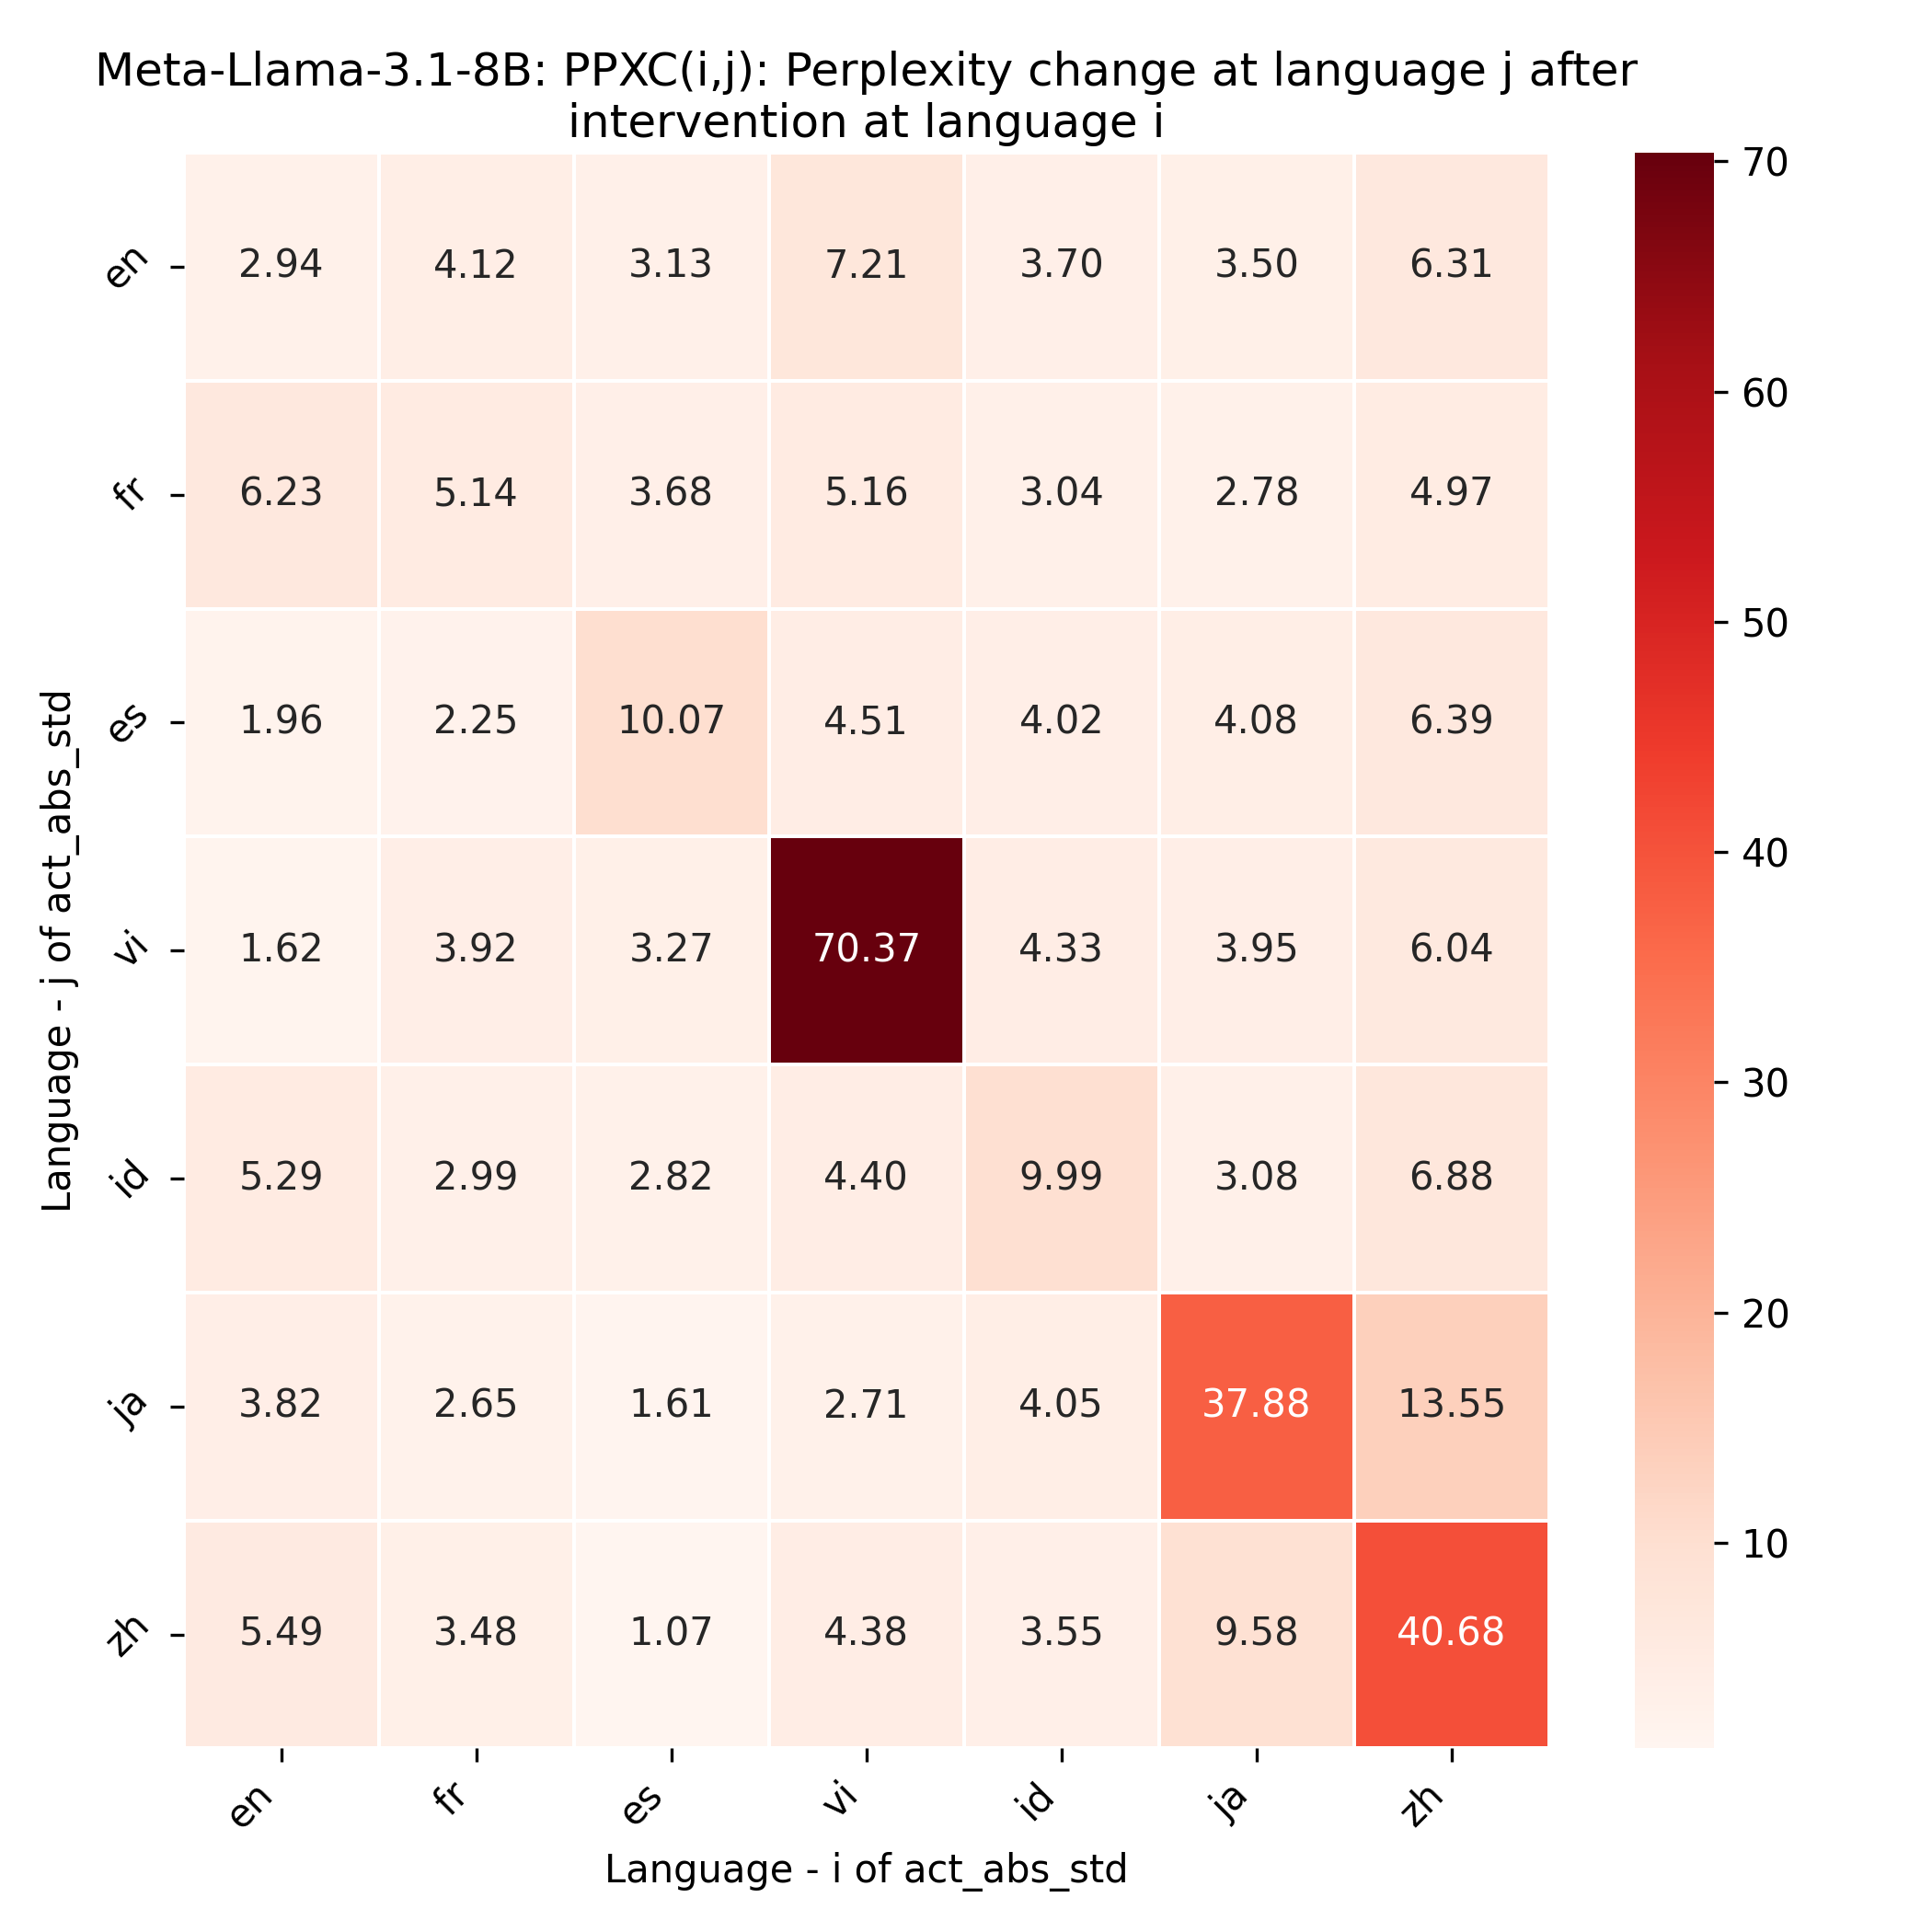 Meta-Llama-3.1-8B: PPXC(i,j): Perplexity change at language j after
intervention at language i
Language - j of act_abs_std
en 2.94 4.12 3.13 7.21 3.70 3.50 6.31
fr 6.23 5.14 3.68 5.16 3.04 2.78 4.97
es 1.96 2.25 10.07 4.51 4.02 4.08 6.39
vi 1.62 3.92 3.27 70.37 4.33 3.95 6.04
id 5.29 2.99 2.82 4.40 9.99 3.08 6.88
ja 3.82 2.65 1.61 2.71 4.05 37.88 13.55
zh 5.49 3.48 1.07 4.38 3.55 9.58 40.68
en fr es vi id ja zh
Language - i of act_abs_std
70
60
50
40
30
20
10